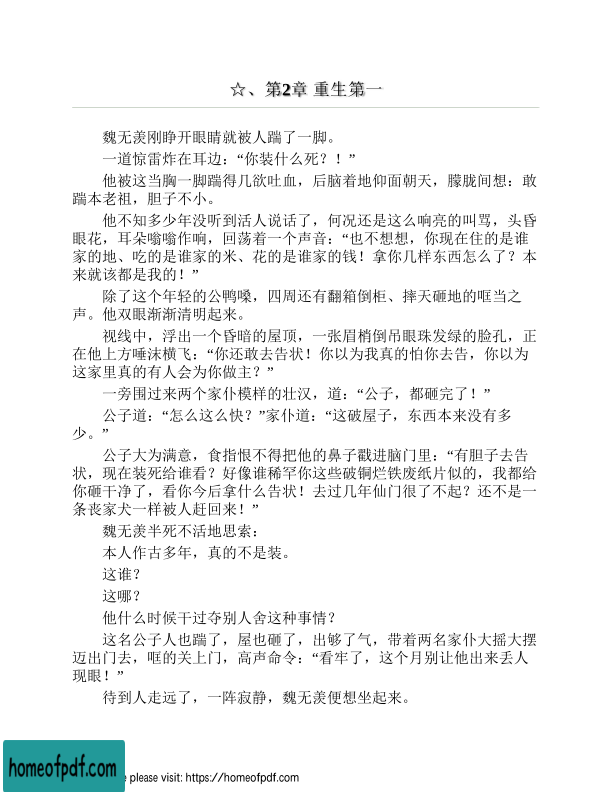 ☆、第2章 重生第一
魏无羡刚睁开眼睛就被人踹了一脚。
一道惊雷炸在耳边：“你装什么死？！”
他被这当胸一脚踹得几欲吐血，后脑着地仰面朝天，朦胧间想：敢
踹本老祖，胆子不小。
他不知多少年没听到活人说话了，何况还是这么响亮的叫骂，头昏
眼花，耳朵嗡嗡作响，回荡着一个声音：“也不想想，你现在住的是谁
家的地、吃的是谁家的米、花的是谁家的钱！拿你几样东西怎么了？本
来就该都是我的！”
除了这个年轻的公鸭嗓，四周还有翻箱倒柜、摔天砸地的哐当之
声。他双眼渐渐清明起来。
视线中，浮出一个昏暗的屋顶，一张眉梢倒吊眼珠发绿的脸孔，正
在他上方唾沫横飞：“你还敢去告状！你以为我真的怕你去告，你以为
这家里真的有人会为你做主？”
一旁围过来两个家仆模样的壮汉，道：“公子，都砸完了！”
公子道：“怎么这么快？”家仆道：“这破屋子，东西本来没有多
少。”
公子大为满意，食指恨不得把他的鼻子戳进脑门里：“有胆子去告
状，现在装死给谁看？好像谁稀罕你这些破铜烂铁废纸片似的，我都给
你砸干净了，看你今后拿什么告状！去过几年仙门很了不起？还不是一
条丧家犬一样被人赶回来！”
魏无羡半死不活地思索：
本人作古多年，真的不是装。
这谁？
这哪？
他什么时候干过夺别人舍这种事情？
这名公子人也踹了，屋也砸了，出够了气，带着两名家仆大摇大摆
迈出门去，哐的关上门，高声命令：“看牢了，这个月别让他出来丢人
现眼！”
待到人走远了，一阵寂静，魏无羡便想坐起来。
homeofpdf.com
e please visit: https://homeofpdf.com